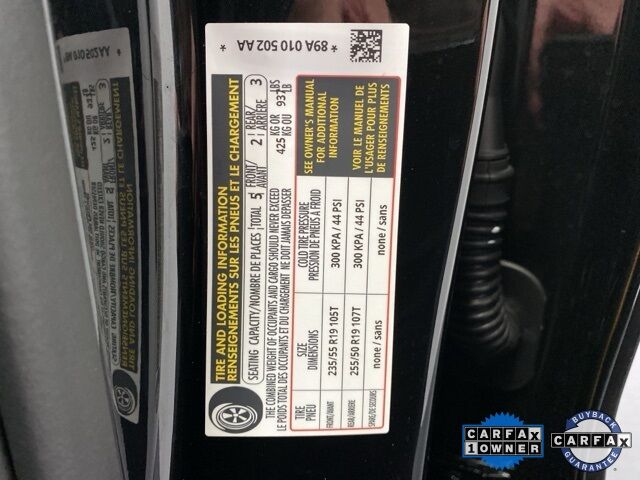 * 89A 010 502 AA *
TIRE AND LOADING INFORMATION
RENSEIGNEMENTS SUR LES PNEUS ET LE CHARGEMENT
SEATING CAPACITY/NOMBRE DE PLACES TOTAL 5 FRONT/AVANT 2 REAR/ARRIÈRE 3
THE COMBINED WEIGHT OF OCCUPANTS AND CARGO SHOULD NEVER EXCEED 425 KG OR 937 LBS
LE POIDS TOTAL DES OCCUPANTS ET DU CHARGEMENT NE DOIT JAMAIS DEPASSER 425 KG OU 937 LB
TIRE SIZE COLD TIRE PRESSURE
PNEU DIMENSIONS PRESSION DE PNEUS À FROID
FRONT/AVANT 235/55 R19 105T 300 KPA / 44 PSI
REAR/ARRIERE 255/50 R19 107T 300 KPA / 44 PSI
SPARE/DE SECOURS none / sans none / sans
SEE OWNER'S MANUAL
FOR ADDITIONAL
INFORMATION
VOIR LE MANUEL DE
L'USAGER POUR PLUS
DE RENSEIGNEMENTS
CARFAX
1 OWNER
BUYBACK
CARFAX
GUARANTEE